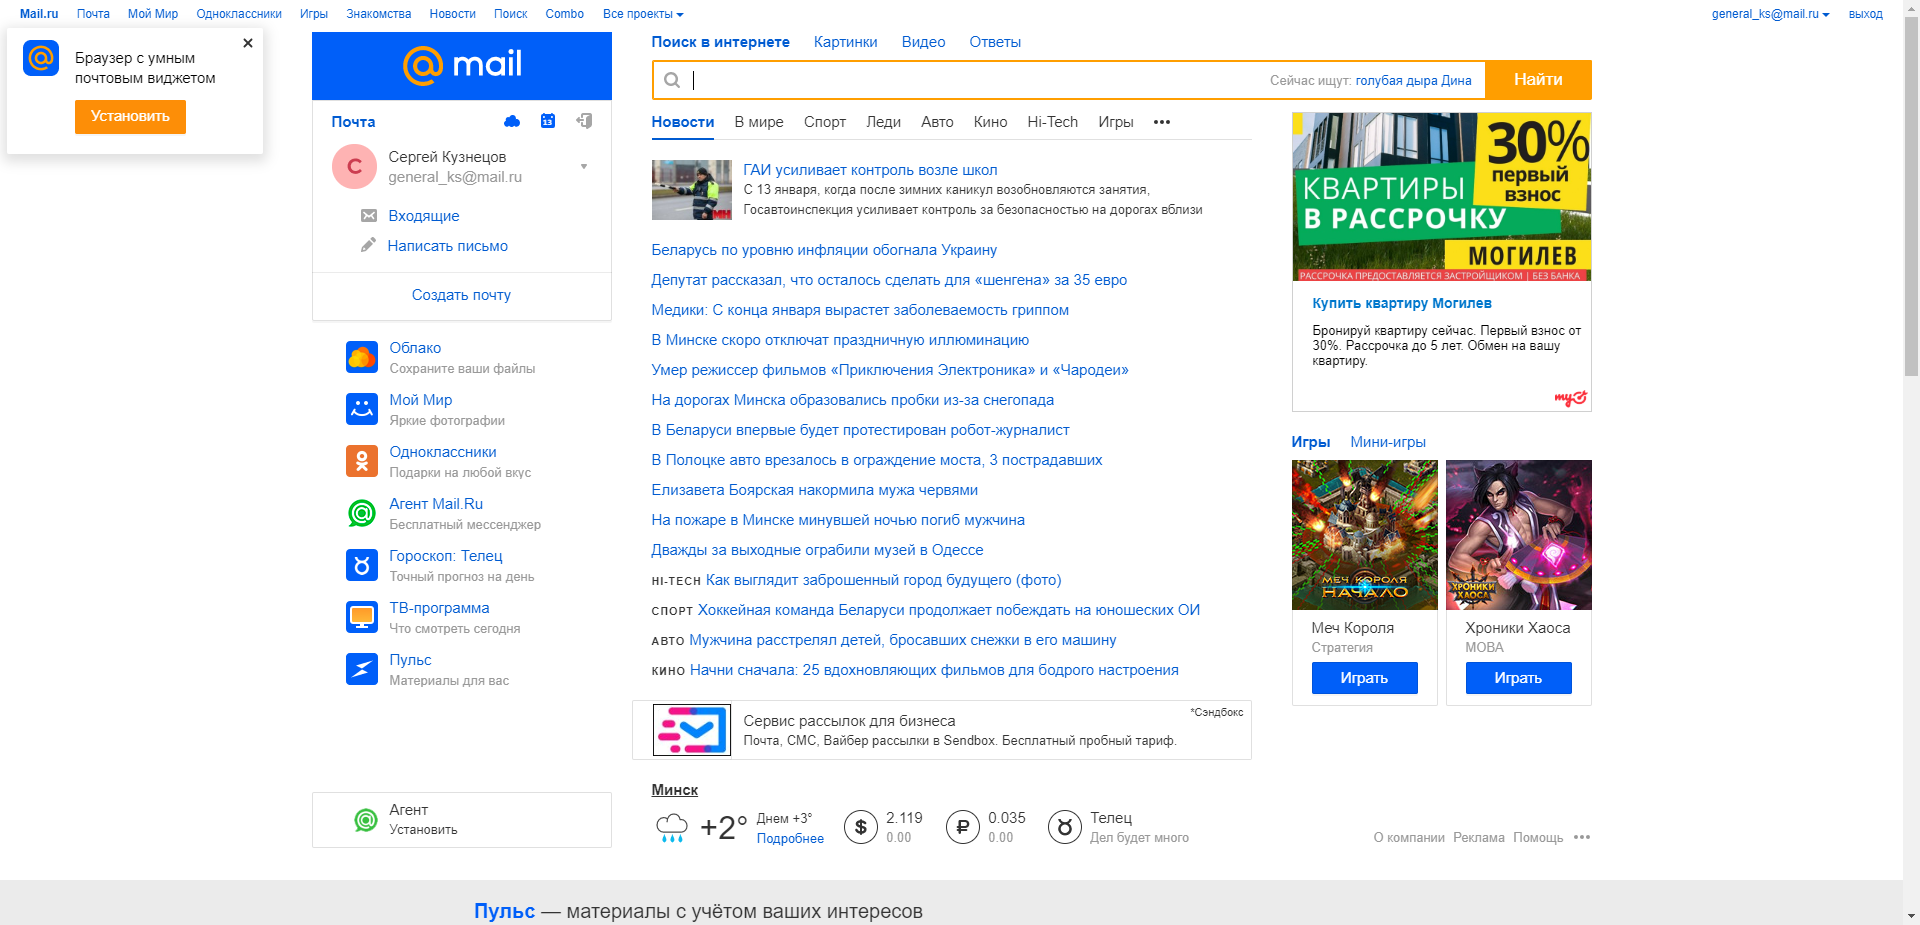 Mail.ru Почта Мой Мир Одноклассники Игры Знакомства Новости Поиск Combo Все проекты general_ks@mail.ru выход
Браузер с умным
почтовым виджетом
Установить
mail
Почта
13
С
Сергей Кузнецов
general_ks@mail.ru
Входящие
Написать письмо
Создать почту
Облако
Сохраните ваши файлы
Мой Мир
Яркие фотографии
Одноклассники
Подарки на любой вкус
Агент Mail.Ru
Бесплатный мессенджер
Гороскоп: Телец
Точный прогноз на день
ТВ-программа
Что смотреть сегодня
Пульс
Материалы для вас
Агент
Установить
Поиск в интернете Картинки Видео Ответы
Сейчас ищут: голубая дыра Дина
Найти
Новости В мире Спорт Леди Авто Кино Hi-Tech Игры •••
ГАИ усиливает контроль возле школ
С 13 января, когда после зимних каникул возобновляются занятия,
Госавтоинспекция усиливает контроль за безопасностью на дорогах вблизи
Беларусь по уровню инфляции обогнала Украину
Депутат рассказал, что осталось сделать для «шенгена» за 35 евро
Медики: С конца января вырастет заболеваемость гриппом
В Минске скоро отключат праздничную иллюминацию
Умер режиссер фильмов «Приключения Электроника» и «Чародеи»
На дорогах Минска образовались пробки из-за снегопада
В Беларуси впервые будет протестирован робот-журналист
В Полоцке авто врезалось в ограждение моста, 3 пострадавших
Елизавета Боярская накормила мужа червями
На пожаре в Минске минувшей ночью погиб мужчина
Дважды за выходные ограбили музей в Одессе
HI-TECH Как выглядит заброшенный город будущего (фото)
СПОРТ Хоккейная команда Беларуси продолжает побеждать на юношеских ОИ
АВТО Мужчина расстрелял детей, бросавших снежки в его машину
КИНО Начни сначала: 25 вдохновляющих фильмов для бодрого настроения
Сервис рассылок для бизнеса
*Сэндбокс
Почта, СМС, Вайбер рассылки в Sendbox. Бесплатный пробный тариф.
Минск
+2° Днем +3°
Подробнее
$ 2.119
0.00
₽ 0.035
0.00
Телец
Дел будет много
30%
первый
взнос
КВАРТИРЫ
В РАССРОЧКУ
МОГИЛЕВ
РАССРОЧКА ПРЕДОСТАВЛЯЕТСЯ ЗАСТРОЙЩИКОМ | БЕЗ БАНКА
Купить квартиру Могилев
Бронируй квартиру сейчас. Первый взнос от
30%. Рассрочка до 5 лет. Обмен на вашу
квартиру.
my
Игры Мини-игры
МЕЧ КОРОЛЯ
НАЧАЛО
Меч Короля
Стратегия
Играть
ХРОНИКИ
ХАОСА
Хроники Хаоса
МОВА
Играть
О компании Реклама Помощь •••
Пульс — материалы с учётом ваших интересов